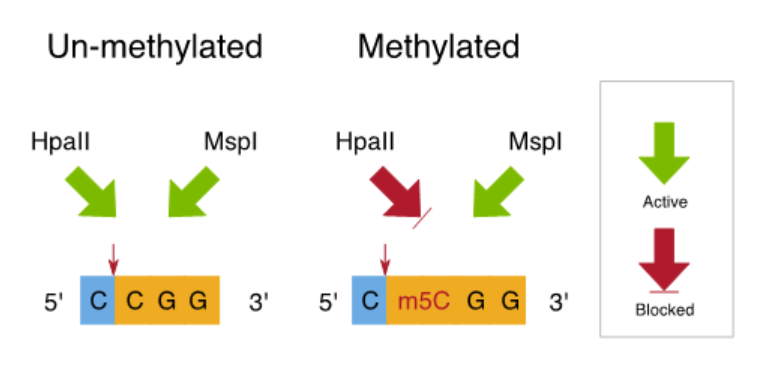 Un-methylated
Methylated
HpaII
MspI
HpaII
MspI
Active
Blocked
5' C C G G 3'
5' C m5C G G 3'